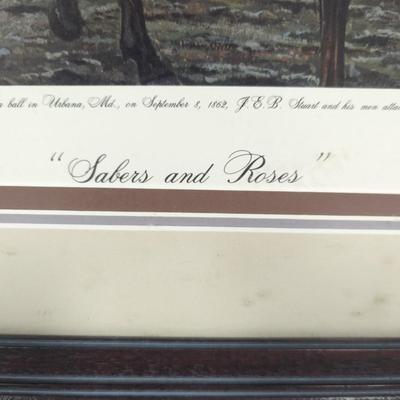 ball in Urbana, Md., on September 8, 1862, J.E.B. Stuart and his men
"Sabers and Roses"